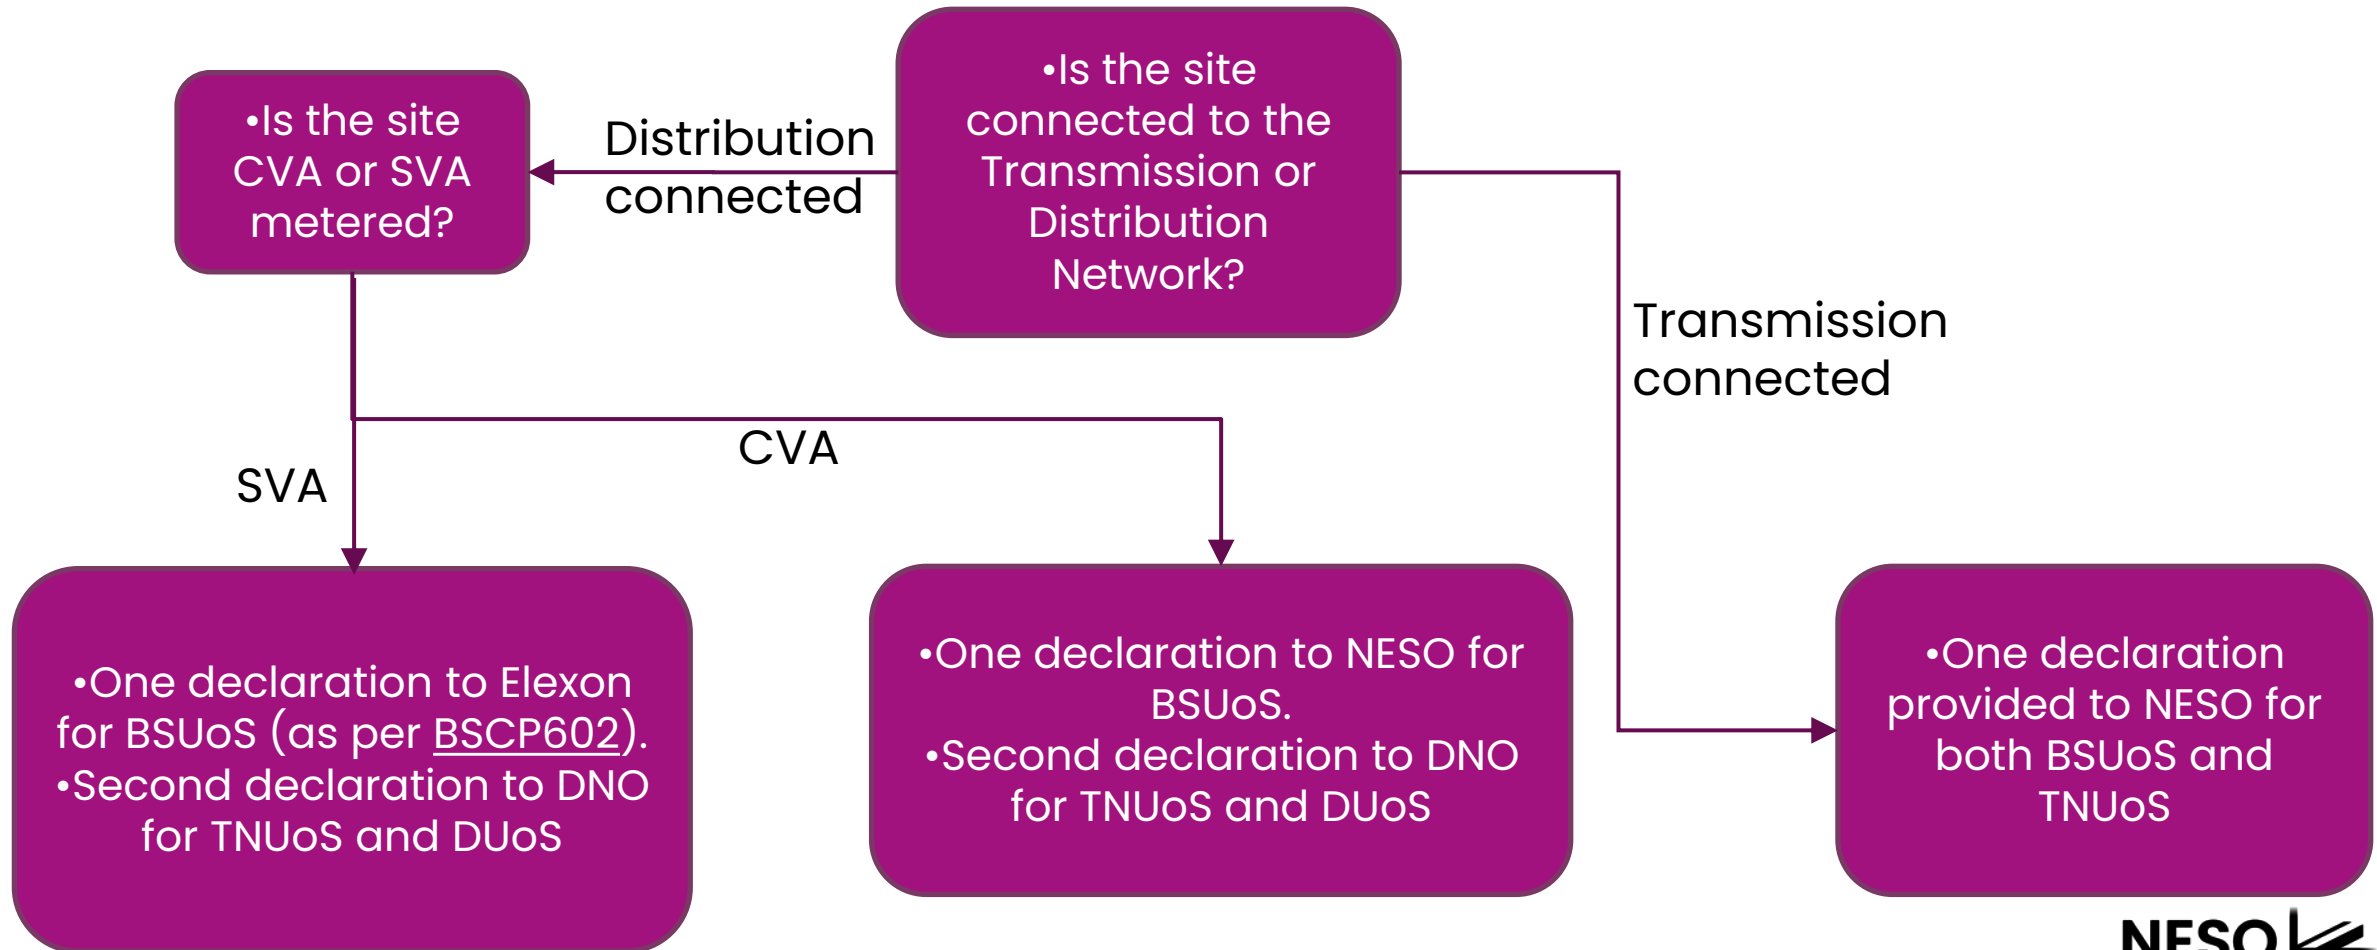 •Is the site
connected to the
Transmission or
Distribution
Network?
Distribution
connected
•Is the site
CVA or SVA
metered?
Transmission
connected
CVA
SVA
•One declaration to Elexon
for BSUoS (as per BSCP602).
•Second declaration to DNO
for TNUoS and DUoS
•One declaration to NESO for
BSUoS.
•Second declaration to DNO
for TNUoS and DUoS
•One declaration
provided to NESO for
both BSUoS and
TNUoS
NESO